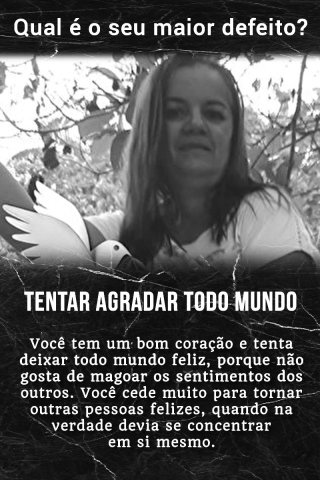 Qual é o seu maior defeito?
TENTAR AGRADAR TODO MUNDO
Você tem um bom coração e tenta
deixar todo mundo feliz, porque não
gosta de magoar os sentimentos dos
outros. Você cede muito para tornar
outras pessoas felizes, quando na
verdade devia se concentrar
em si mesmo.